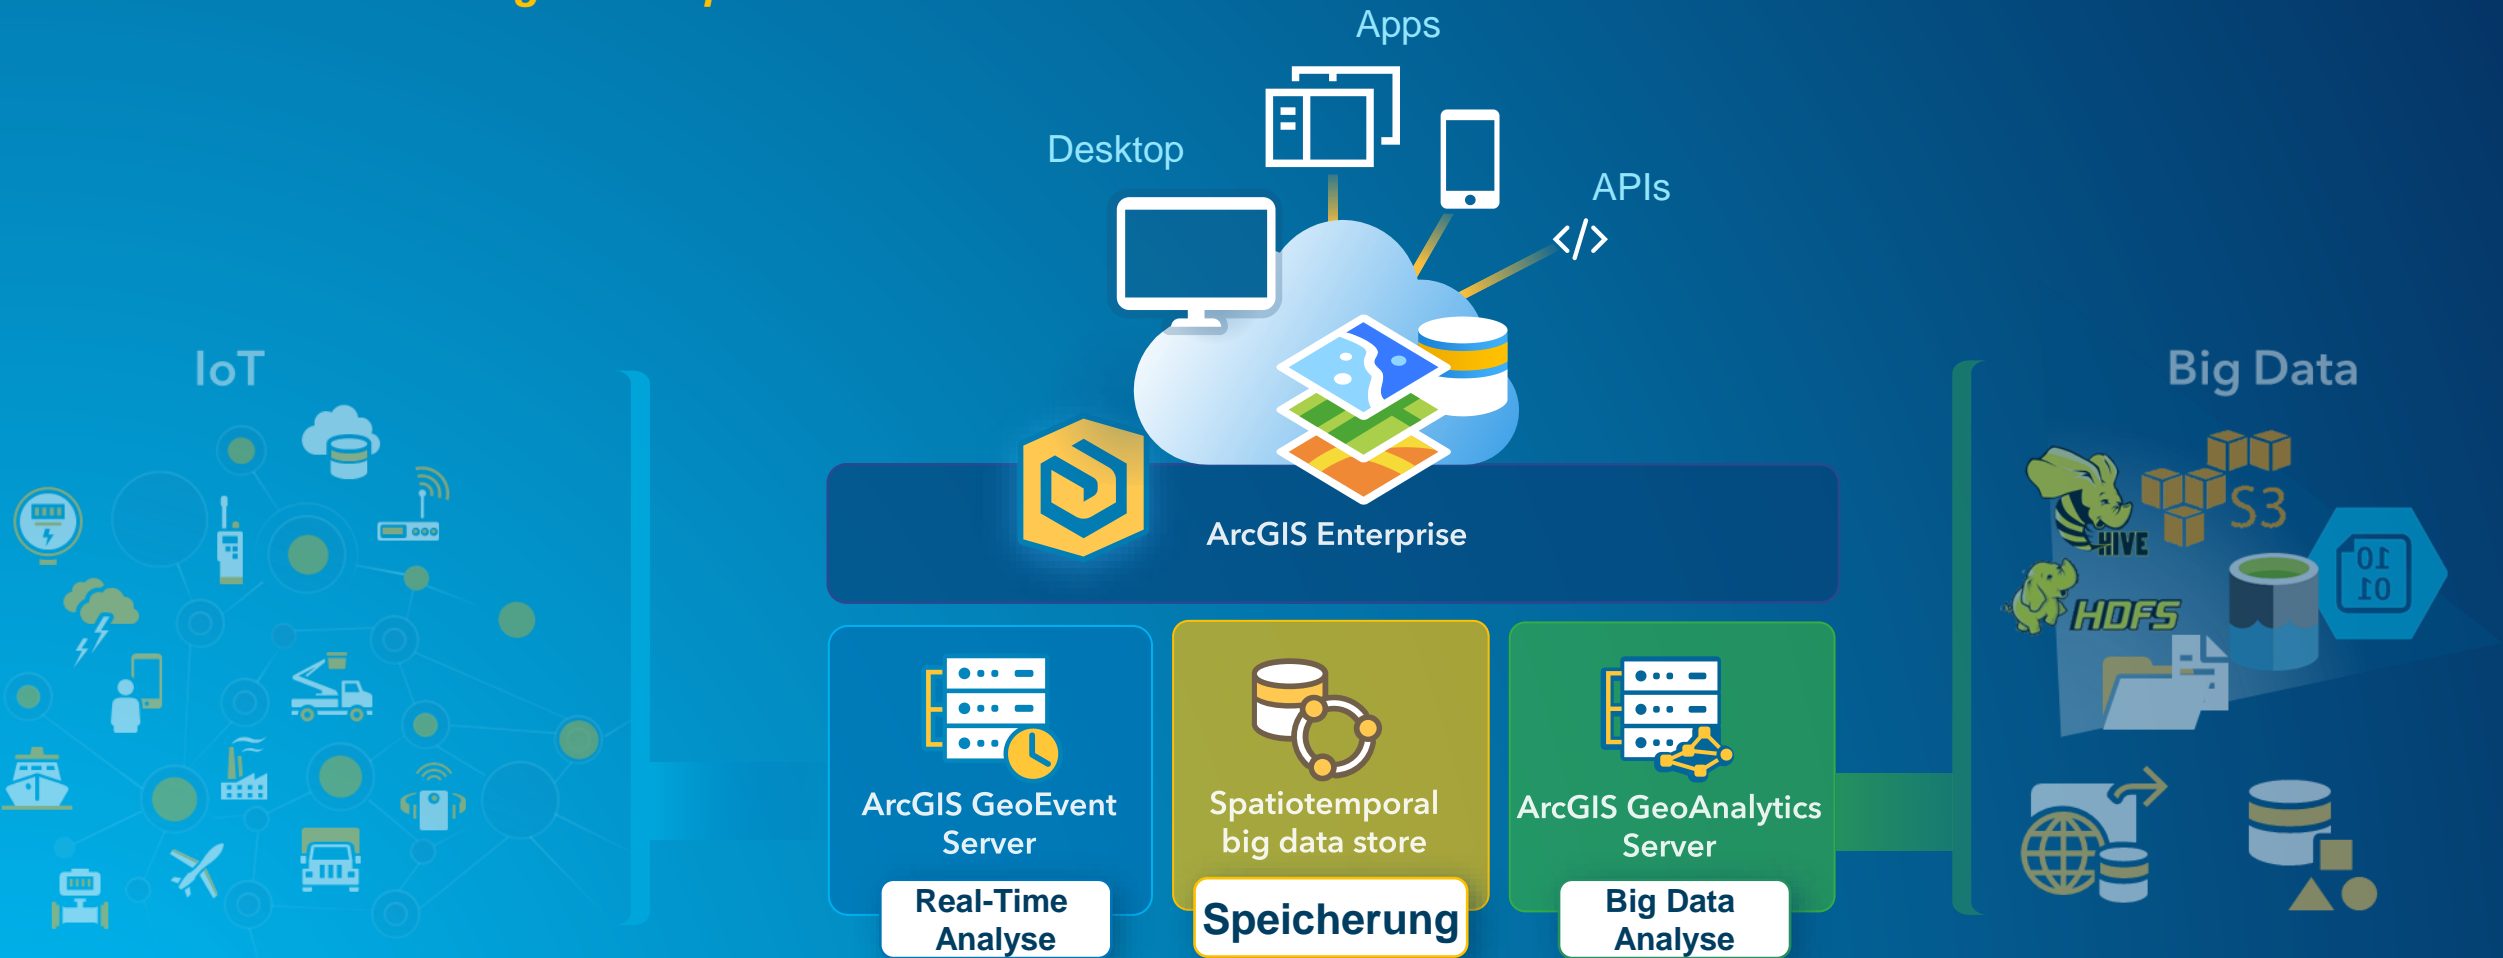 Apps
Desktop
APIs
</>
IoT
Big Data
S3
HIVE
HDFS
10
01
ArcGIS Enterprise
ArcGIS GeoEvent
Server
Spatiotemporal
big data store
ArcGIS GeoAnalytics
Server
Real-Time
Analyse
Speicherung
Big Data
Analyse